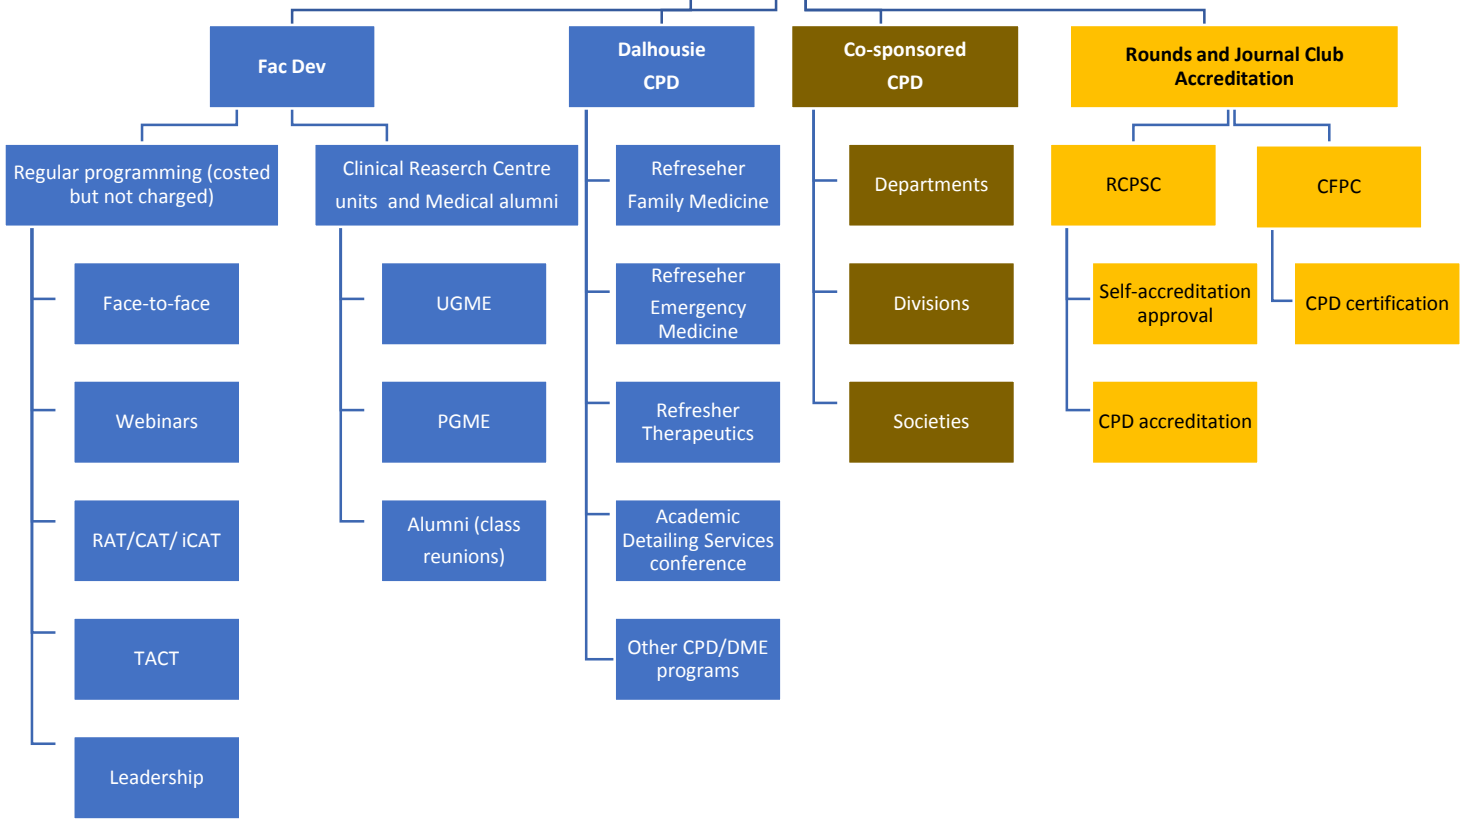 Fac Dev
Dalhousie
CPD
Co-sponsored
CPD
Rounds and Journal Club
Accreditation
Regular programming (costed
but not charged)
Face-to-face
Webinars
RAT/CAT/ iCAT
TACT
Leadership
Clinical Reaserch Centre
units and Medical alumni
UGME
PGME
Alumni (class
reunions)
Refreseher
Family Medicine
Refreseher
Emergency
Medicine
Refresher
Therapeutics
Academic
Detailing Services
conference
Other CPD/DME
programs
Departments
Divisions
Societies
RCPSC
Self-accreditation
approval
CPD accreditation
CFPC
CPD certification